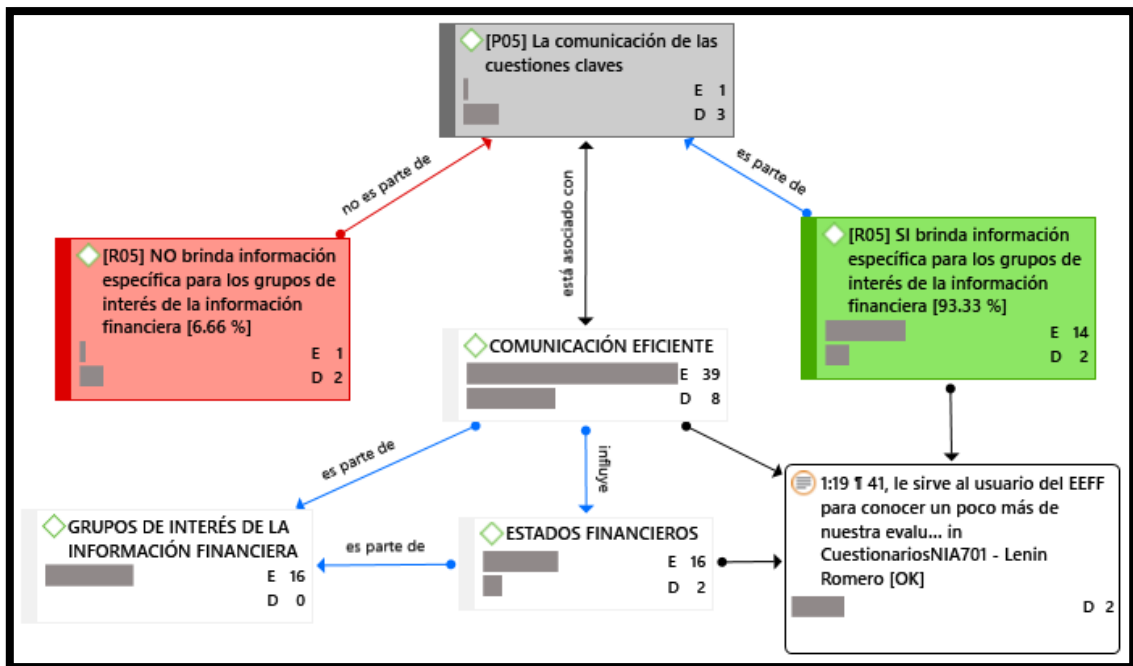 [P05] La comunicación de las
cuestiones claves
E 1
D 3
no es parte de
está asociado con
es parte de
[R05] NO brinda información
específica para los grupos de
interés de la información
financiera [6.66 %]
E 1
D 2
[R05] SI brinda información
específica para los grupos de
interés de la información
financiera [93.33 %]
E 14
D 2
COMUNICACIÓN EFICIENTE
E 39
D 8
es parte de
influye
GRUPOS DE INTERÉS DE LA
INFORMACIÓN FINANCIERA
E 16
D 0
es parte de
ESTADOS FINANCIEROS
E 16
D 2
1:19 ¶ 41, le sirve al usuario del EEFF
para conocer un poco más de
nuestra evalu... in
CuestionariosNIA701 - Lenin
Romero [OK]
D 2